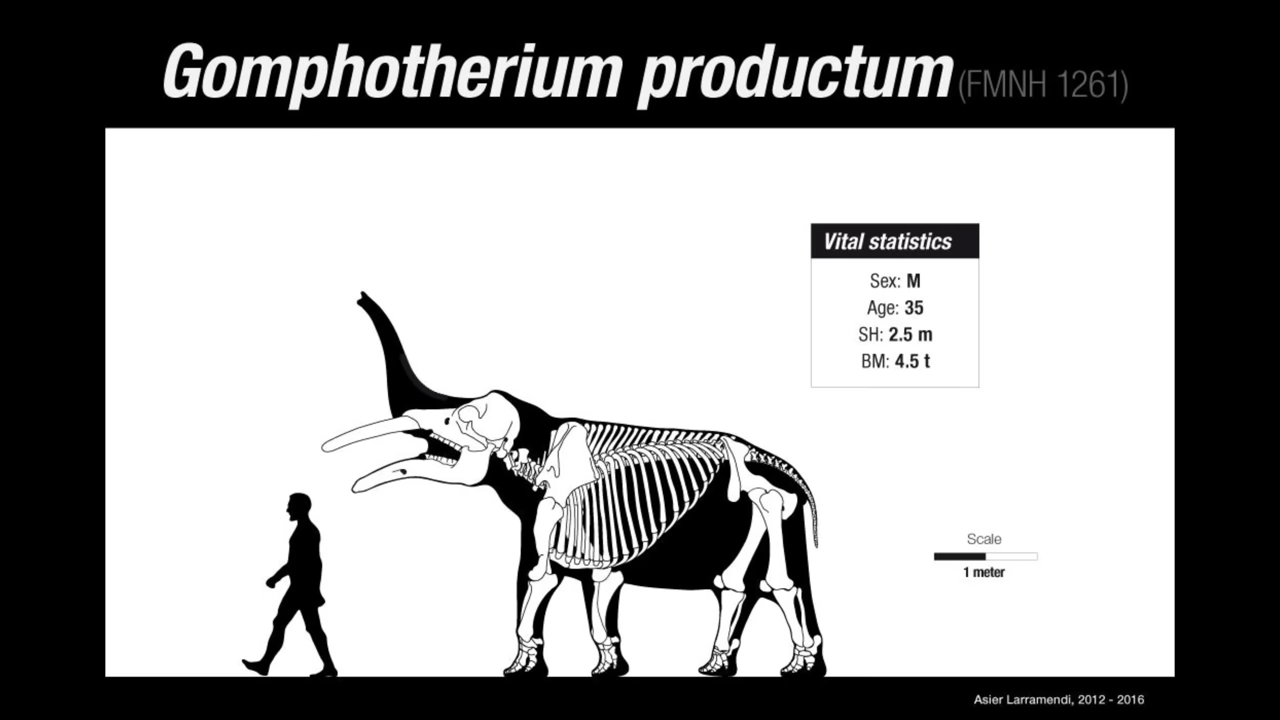 Gomphotherium productum (FMNH 1261)
Vital statistics
Sex: M
Age: 35
SH: 2.5 m
BM: 4.5 t
Scale
1 meter
Asier Larramendi, 2012 - 2016